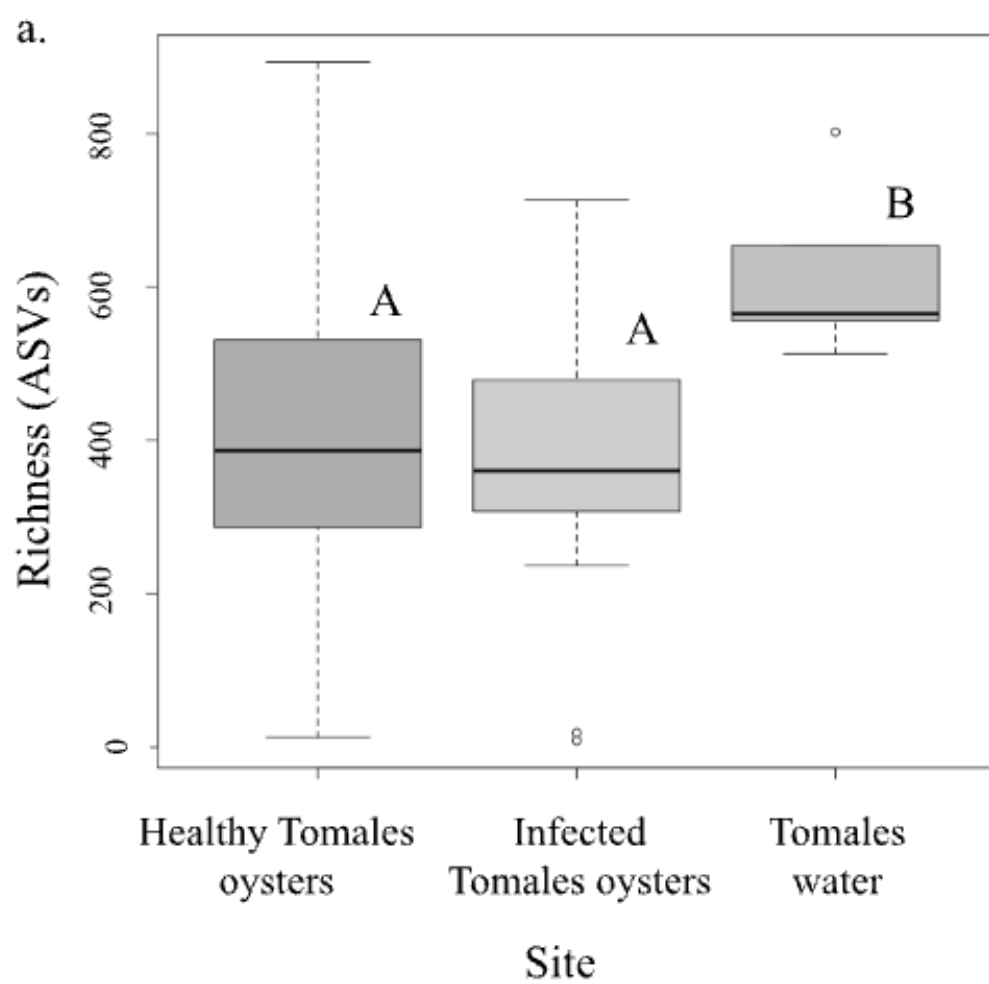 a.
Richness (ASVs)
800
600
400
200
0
A
A
B
Healthy Tomales
oysters
Infected
Tomales oysters
Tomales
water
Site